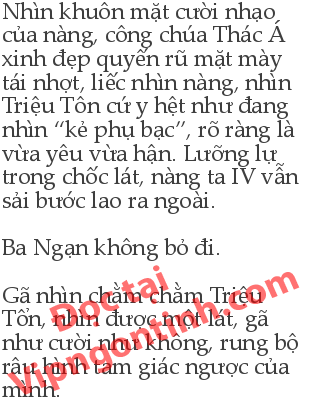 Nhìn khuôn mặt cười nhạo
của nàng, công chúa Thác Á
xinh đẹp quyến rũ mặt mày
tái nhợt, liếc nhìn nàng, nhìn
Triệu Tôn cứ y hệt như đang
nhìn “kẻ phụ bạc”, rõ ràng là
vừa yêu vừa hận. Lưỡng lự
trong chốc lát, nàng ta IV vẫn
sải bước lao ra ngoài.
Ba Ngạn không bỏ đi.
Gã nhìn chằm chằm Triệu
Tổn, nhìn được một lát, gã
như cười như không, rung bộ
râu hình tam giác ngược của
mình.
Đọc tại
Vipngontinh.com